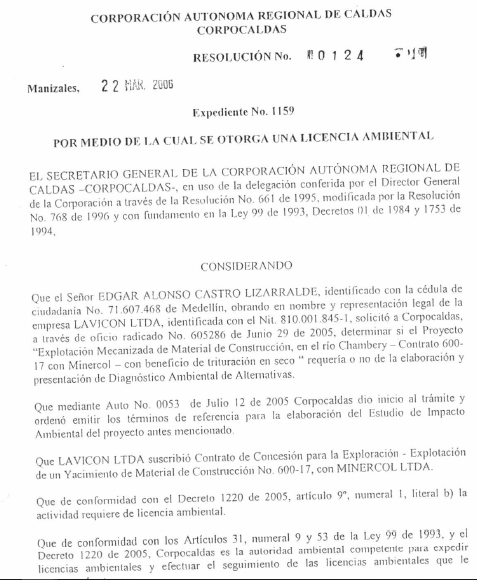 CORPORACIÓN AUTONOMA REGIONAL DE CALDAS
CORPOCALDAS
RESOLUCIÓN No. 0 1 2 4
Manizales, 2 2 MAR. 2006
Expediente No. 1159
POR MEDIO DE LA CUAL SE OTORGA UNA LICENCIA AMBIENTAL
EL SECRETARIO GENERAL DE LA CORPORACIÓN AUTÓNOMA REGIONAL DE
CALDAS –CORPOCALDAS-, en uso de la delegación conferida por el Director General
de la Corporación a través de la Resolución No. 661 de 1995, modificada por la Resolución
No. 768 de 1996 y con fundamento en la Ley 99 de 1993, Decretos 01 de 1984 y 1753 de
1994,
CONSIDERANDO
Que el Señor EDGAR ALONSO CASTRO LIZARRALDE, identificado con la cédula de
ciudadanía No. 71.607.468 de Medellín, obrando en nombre y representación legal de la
empresa LAVICON LTDA, identificada con el Nit. 810.001.845-1, solicitó a Corpocaldas,
a través de oficio radicado No. 605286 de Junio 29 de 2005, determinar si el Proyecto
“Explotación Mecanizada de Material de Construcción, en el río Chambery – Contrato 600-
17 con Minercol – con beneficio de trituración en seco “ requería o no de la elaboración y
presentación de Diagnóstico Ambiental de Alternativas.
Que mediante Auto No. 0053 de Julio 12 de 2005 Corpocaldas dio inicio al trámite y
ordenó emitir los términos de referencia para la elaboración del Estudio de Impacto
Ambiental del proyecto antes mencionado.
Que LAVICON LTDA suscribió Contrato de Concesión para la Exploración - Explotación
de un Yacimiento de Material de Construcción No. 600-17, con MINERCOL LTDA.
Que de conformidad con el Decreto 1220 de 2005, artículo 9º, numeral 1, literal b) la
actividad requiere de licencia ambiental.
Que de conformidad con los Artículos 31, numeral 9 y 53 de la Ley 99 de 1993, y el
Decreto 1220 de 2005, Corpocaldas es la autoridad ambiental competente para expedir
licencias ambientales y efectuar el seguimiento de las licencias ambientales que le